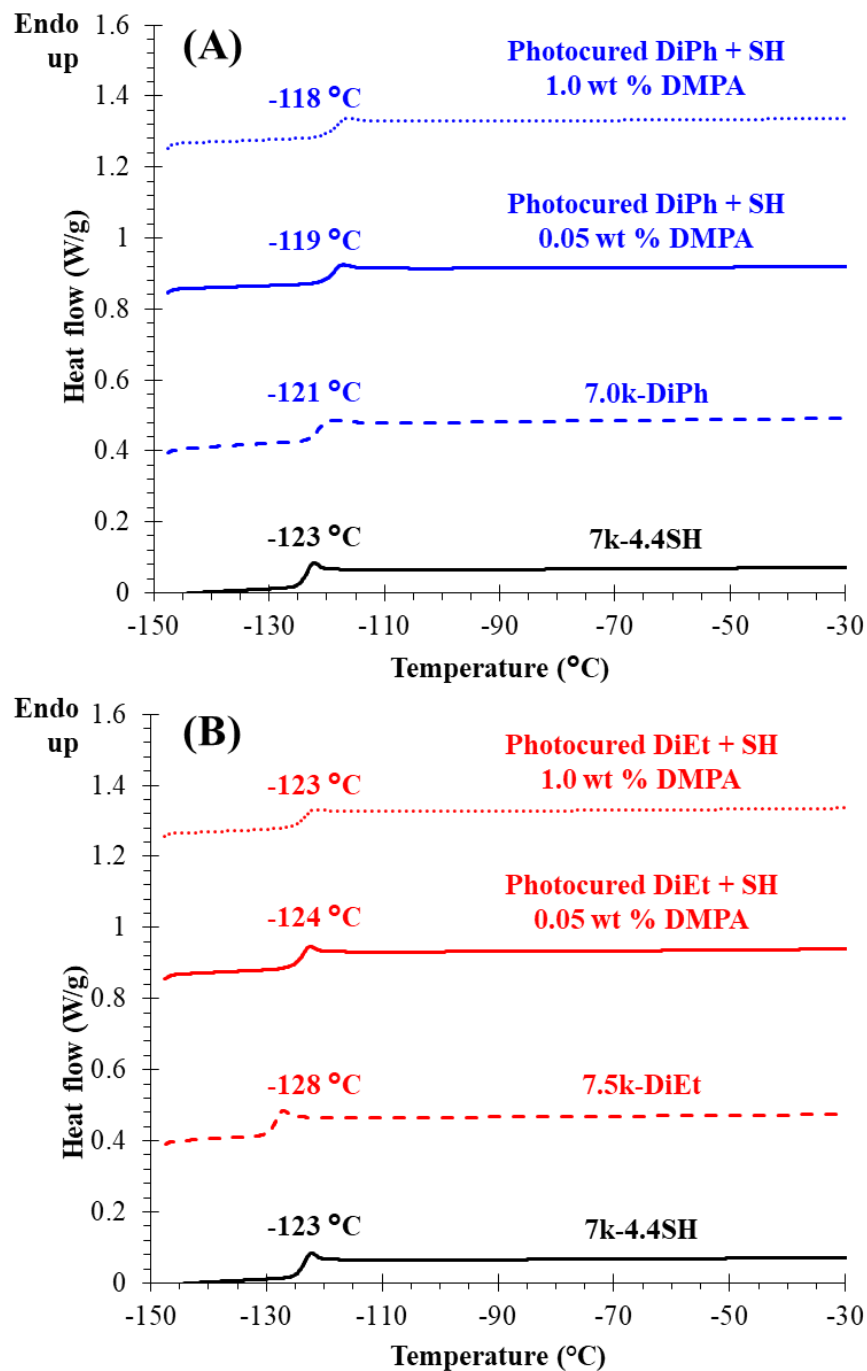 Endo up
1.6
(A)
Photocured DiPh + SH
1.0 wt % DMPA
-118 °C
1.4
1.2
Photocured DiPh + SH
0.05 wt % DMPA
-119 °C
1
0.8
Heat flow (W/g)
0.6
-121 °C
7.0k-DiPh
0.4
0.2
-123 °C
7k-4.4SH
0
-150 -130 -110 -90 -70 -50 -30
Temperature (°C)
Endo up
1.6
(B)
Photocured DiEt + SH
1.0 wt % DMPA
-123 °C
1.4
1.2
Photocured DiEt + SH
0.05 wt % DMPA
-124 °C
1
0.8
Heat flow (W/g)
0.6
-128 °C
7.5k-DiEt
0.4
0.2
-123 °C
7k-4.4SH
0
-150 -130 -110 -90 -70 -50 -30
Temperature (°C)